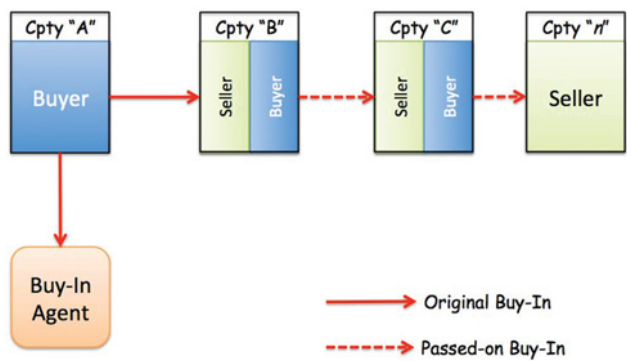 Cpty "A"
Cpty "B"
Cpty "C"
Cpty "n"
Buyer
Seller
Buyer
Seller
Buyer
Seller
Buy-In
Agent
Original Buy-In
Passed-on Buy-In